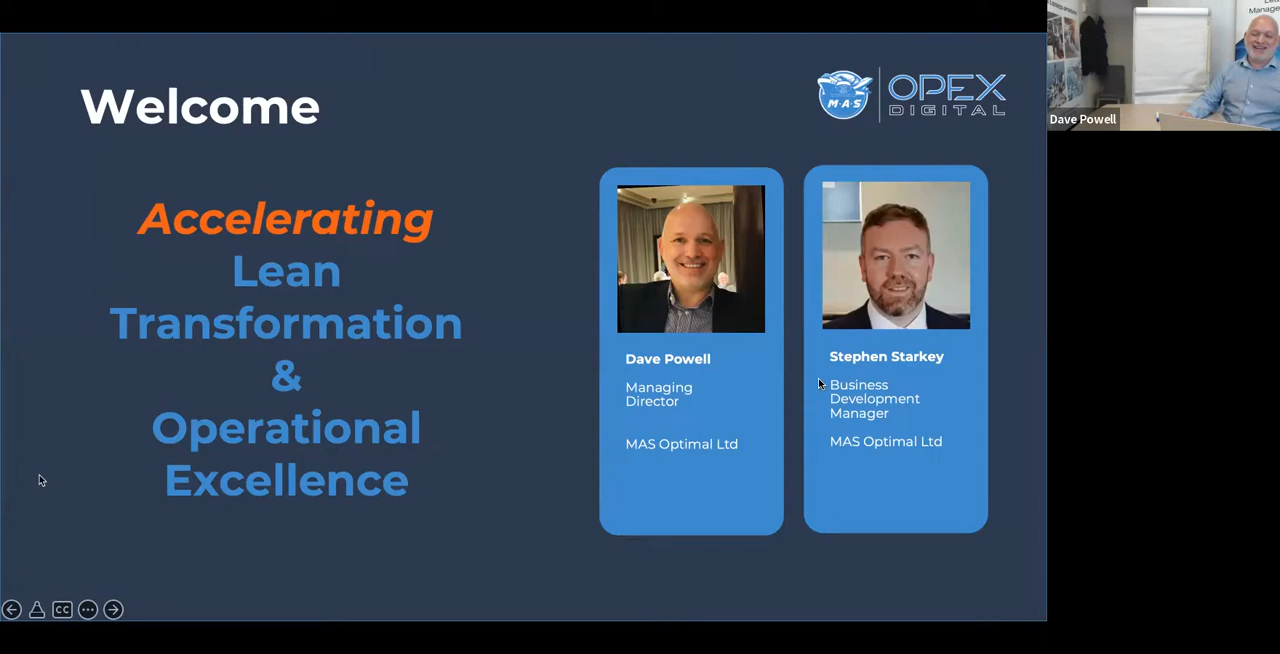 Welcome
M·A·S
OPEX
DIGITAL
Accelerating
Lean
Transformation
&
Operational
Excellence
Dave Powell
Managing
Director
MAS Optimal Ltd
Stephen Starkey
Business
Development
Manager
MAS Optimal Ltd
CC
Manage
Dave Powell